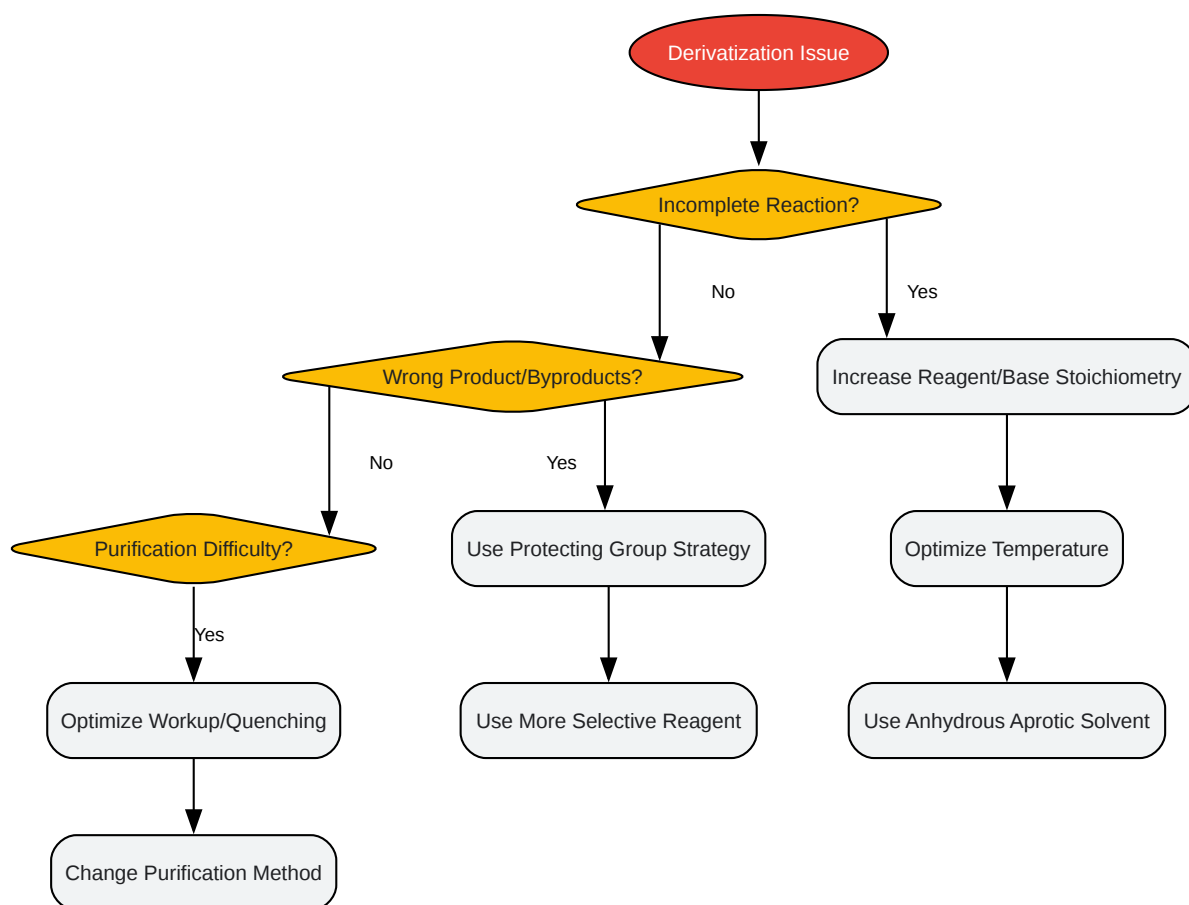 Derivatization Issue
Incomplete Reaction?
No
Yes
Wrong Product/Byproducts?
Increase Reagent/Base Stoichiometry
No
Yes
Purification Difficulty?
Use Protecting Group Strategy
Optimize Temperature
Yes
Optimize Workup/Quenching
Use More Selective Reagent
Use Anhydrous Aprotic Solvent
Change Purification Method